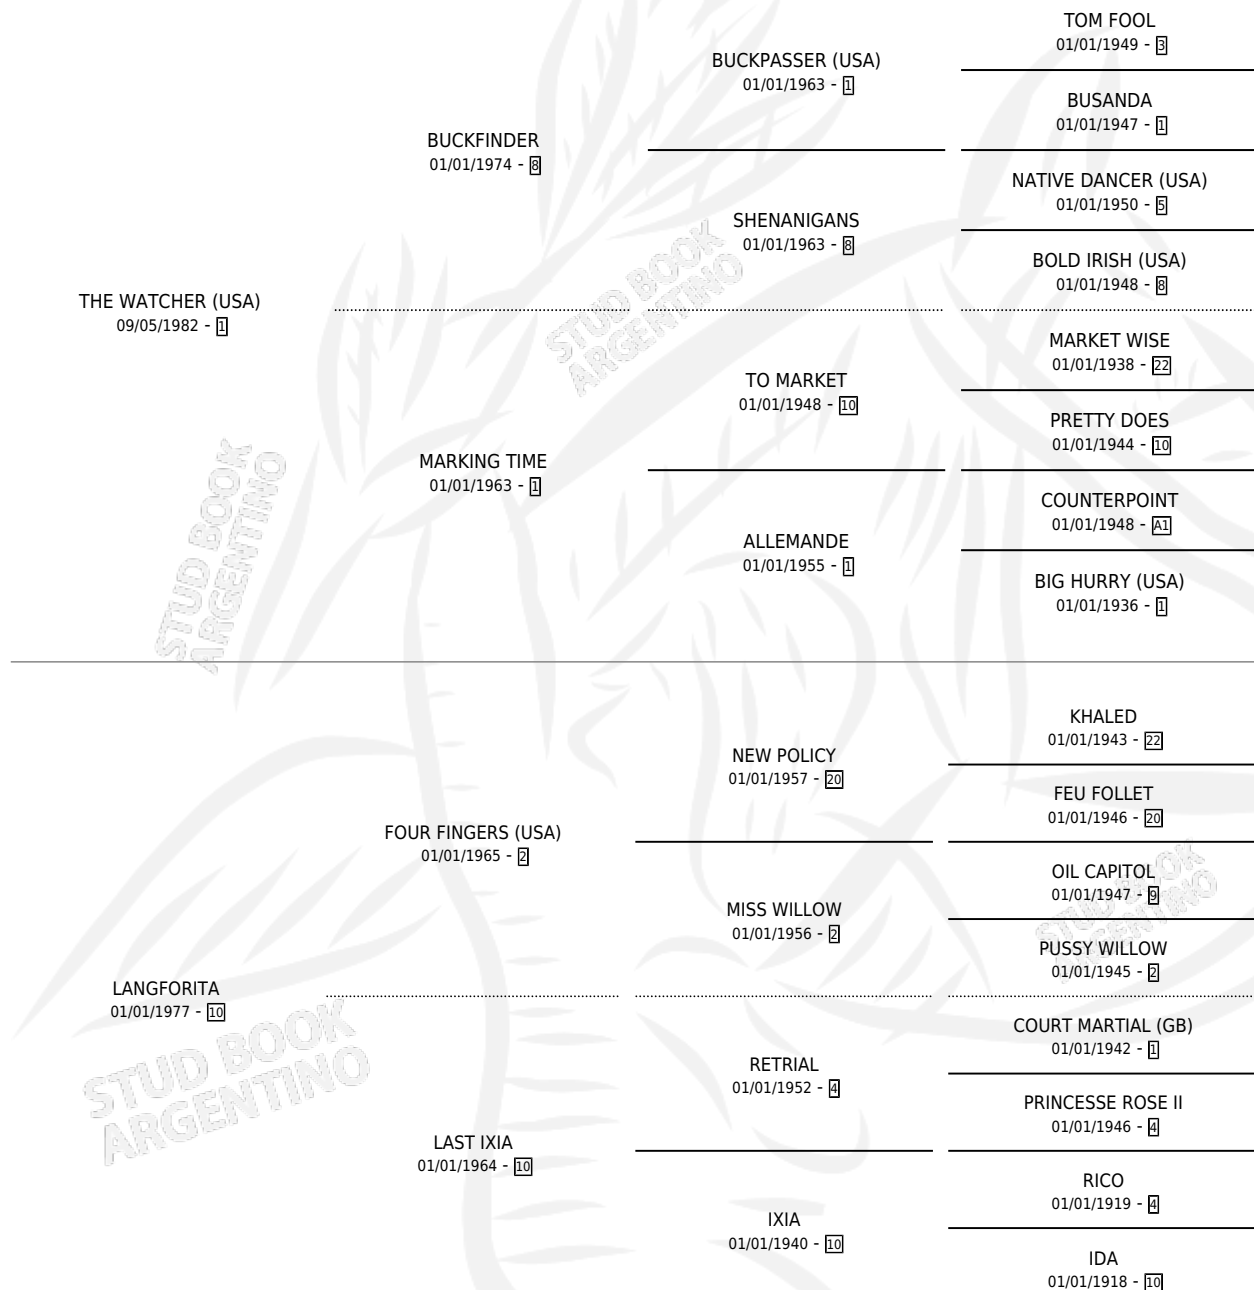 TOM FOOL
01/01/1949 - 3
BUCKPASSER (USA)
01/01/1963 - 1
BUSANDA
01/01/1947 - 1
BUCKFINDER
01/01/1974 - 8
NATIVE DANCER (USA)
01/01/1950 - 5
SHENANIGANS
01/01/1963 - 8
BOLD IRISH (USA)
01/01/1948 - 8
STUD BOOK
ARGENTINO
THE WATCHER (USA)
09/05/1982 - 1
MARKET WISE
01/01/1938 - 22
TO MARKET
01/01/1948 - 10
PRETTY DOES
01/01/1944 - 10
MARKING TIME
01/01/1963 - 1
COUNTERPOINT
01/01/1948 - A1
ALLEMANDE
01/01/1955 - 1
BIG HURRY (USA)
01/01/1936 - 1
STUD BOOK
ARGENTINO
KHALED
01/01/1943 - 22
NEW POLICY
01/01/1957 - 20
FEU FOLLET
01/01/1946 - 20
FOUR FINGERS (USA)
01/01/1965 - 2
OIL CAPITOL
01/01/1947 - 9
MISS WILLOW
01/01/1956 - 2
PUSSY WILLOW
01/01/1945 - 2
STUD BOOK
ARGENTINO
LANGFORITA
01/01/1977 - 10
COURT MARTIAL (GB)
01/01/1942 - 1
RETRIAL
01/01/1952 - 4
PRINCESSE ROSE II
01/01/1946 - 4
STUD BOOK
ARGENTINO
LAST IXIA
01/01/1964 - 10
RICO
01/01/1919 - 4
IXIA
01/01/1940 - 10
IDA
01/01/1918 - 10